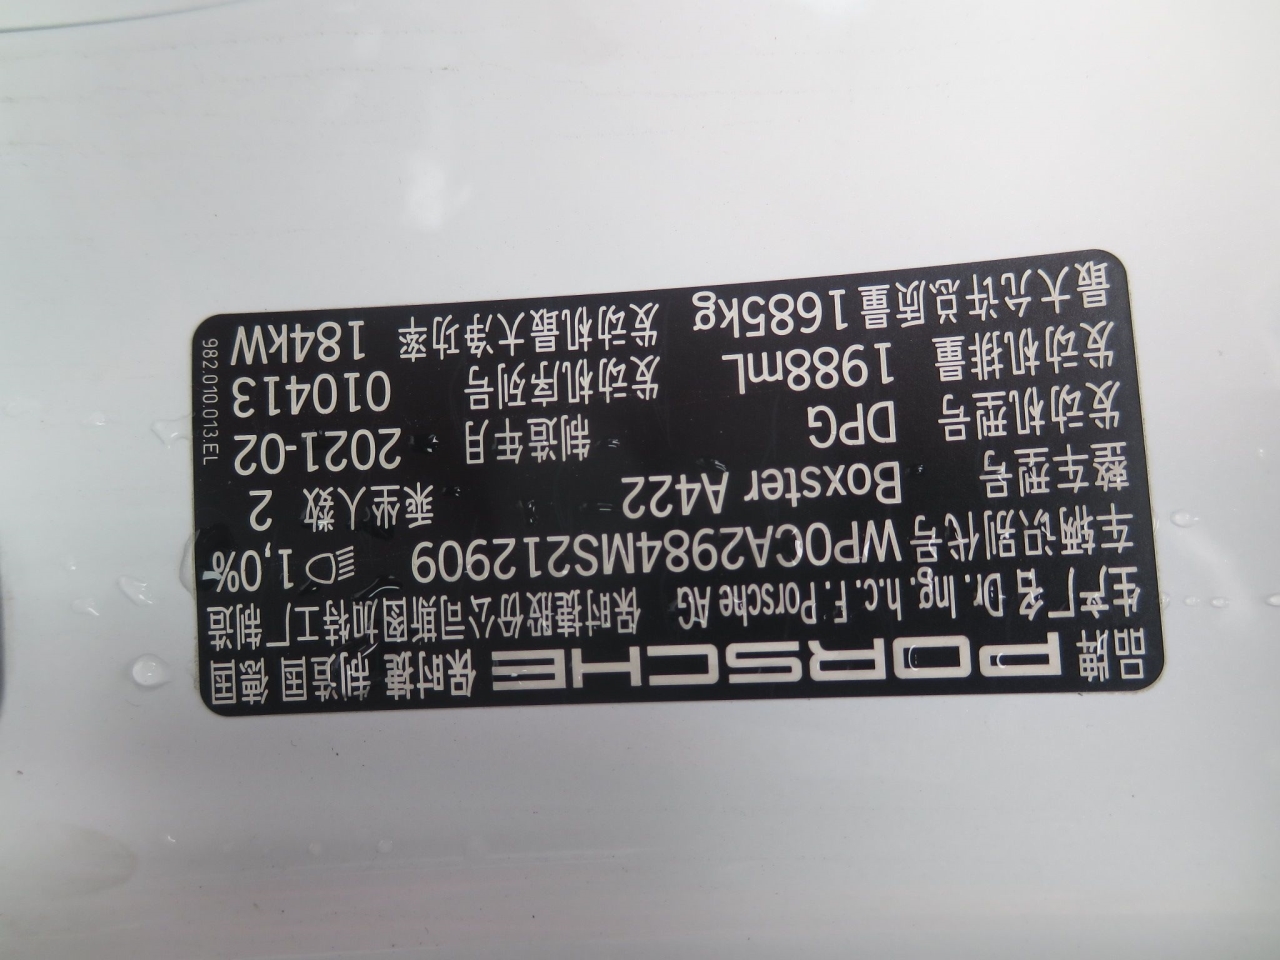 品牌 PORSCHE 保时捷 制造国 德国
生产厂名 Dr. Ing. h.c. F. Porsche AG 保时捷股份公司斯图加特工厂制造
车辆识别代号 WP0CA2984MS212909 1,0%
整车型号 Boxster A422 乘坐人数 2
发动机型号 DPG 制造年月 2021-02
发动机排量 1988mL 发动机序列号 010413
最大允许总质量 1685kg 发动机最大净功率 184kW
982.010.013.EL